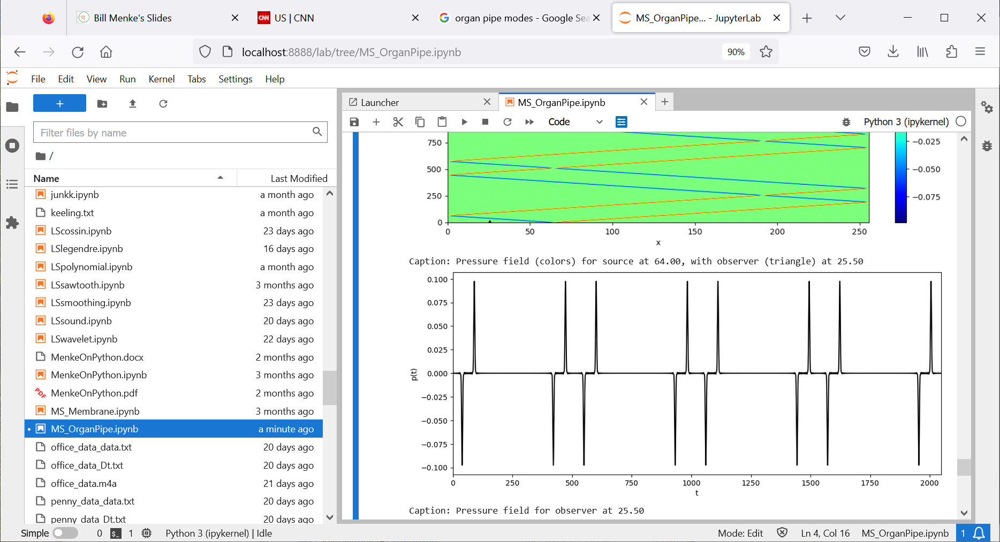 Bill Menke's Slides
US | CNN
organ pipe modes - Google Sea
MS_OrganPipe... - JupyterLab
localhost:8888/lab/tree/MS_OrganPipe.ipynb
90%
File Edit View Run Kernel Tabs Settings Help
+
Filter files by name
/
Name Last Modified
junkk.ipynb a month ago
keeling.txt a month ago
LScossin.ipynb 23 days ago
LSlegendre.ipynb 16 days ago
LSpolynomial.ipynb a month ago
LSsawtooth.ipynb 3 months ago
LSsmoothing.ipynb 23 days ago
LSsound.ipynb 20 days ago
LSwavelet.ipynb 22 days ago
MenkeOnPython.docx 2 months ago
MenkeOnPython.ipynb 3 months ago
PDF MenkeOnPython.pdf 2 months ago
MS_Membrane.ipynb 3 months ago
MS_OrganPipe.ipynb a minute ago
office_data_data.txt 20 days ago
office_data_Dt.txt 20 days ago
office_data.m4a 21 days ago
penny_data_data.txt 20 days ago
penny_data_Dt.txt 20 days ago
Launcher
MS_OrganPipe.ipynb
Code
Python 3 (ipykernel)
750
500
250
0
0 50 100 150 200 250
x
−0.025
−0.050
−0.075
Caption: Pressure field (colors) for source at 64.00, with observer (triangle) at 25.50
0.100
0.075
0.050
0.025
0.000
−0.025
−0.050
−0.075
−0.100
p(t)
0 250 500 750 1000 1250 1500 1750 2000
t
Caption: Pressure field for observer at 25.50
Simple 0 $_ 1 Python 3 (ipykernel) | Idle
Mode: Edit Ln 4, Col 16 MS_OrganPipe.ipynb 1